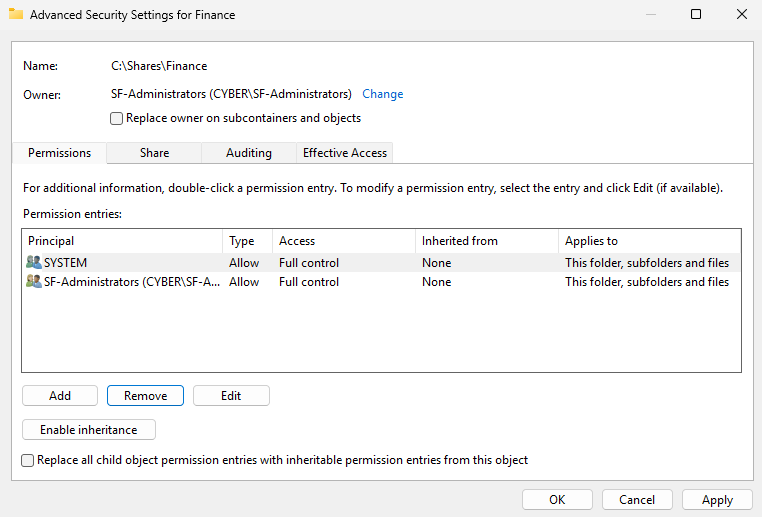 Advanced Security Settings for Finance
Name: C:\Shares\Finance
Owner: SF-Administrators (CYBER\SF-Administrators) Change
Replace owner on subcontainers and objects
Permissions Share Auditing Effective Access
For additional information, double-click a permission entry. To modify a permission entry, select the entry and click Edit (if available).
Permission entries:
Principal Type Access Inherited from Applies to
SYSTEM Allow Full control None This folder, subfolders and files
SF-Administrators (CYBER\SF-A... Allow Full control None This folder, subfolders and files
Add Remove Edit
Enable inheritance
Replace all child object permission entries with inheritable permission entries from this object
OK Cancel Apply